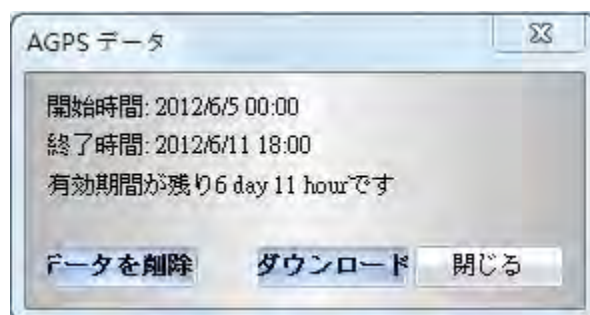 AGPS データ
開始時間: 2012/6/5 00:00
終了時間: 2012/6/11 18:00
有効期間が残り6 day 11 hourです
データを削除 ダウンロード 閉じる